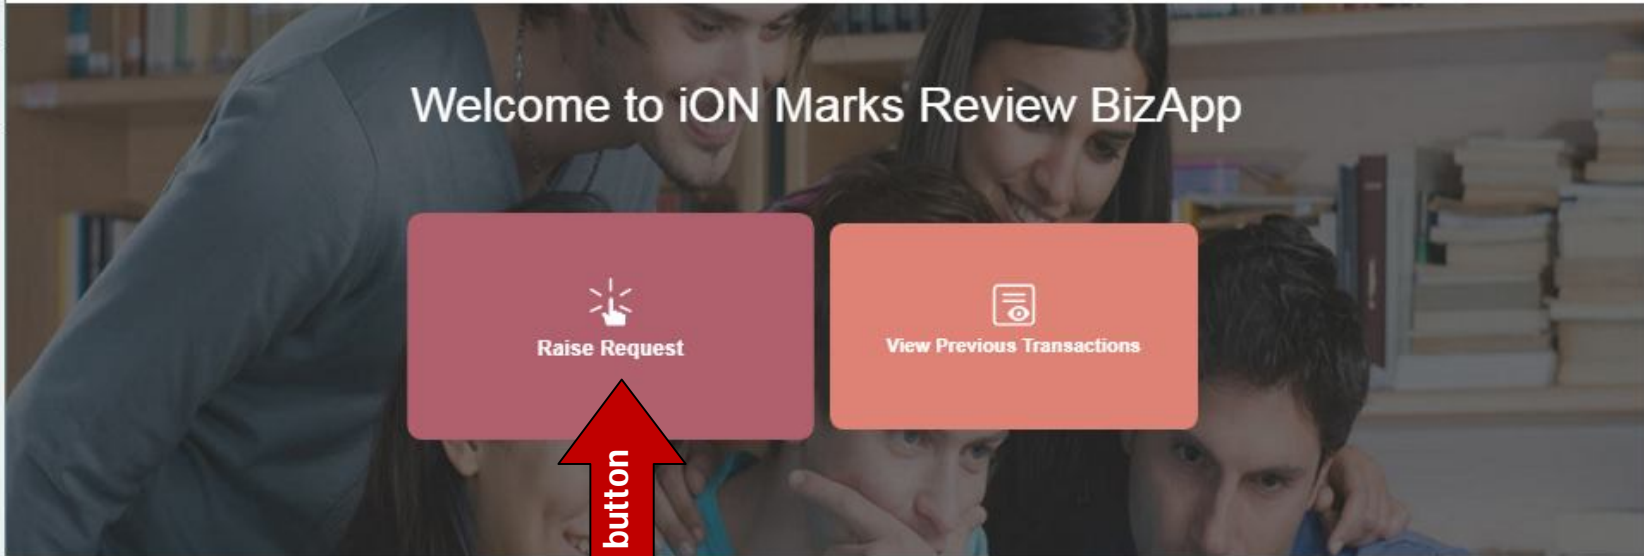 Welcome to iON Marks Review BizApp
Raise Request
View Previous Transactions
button